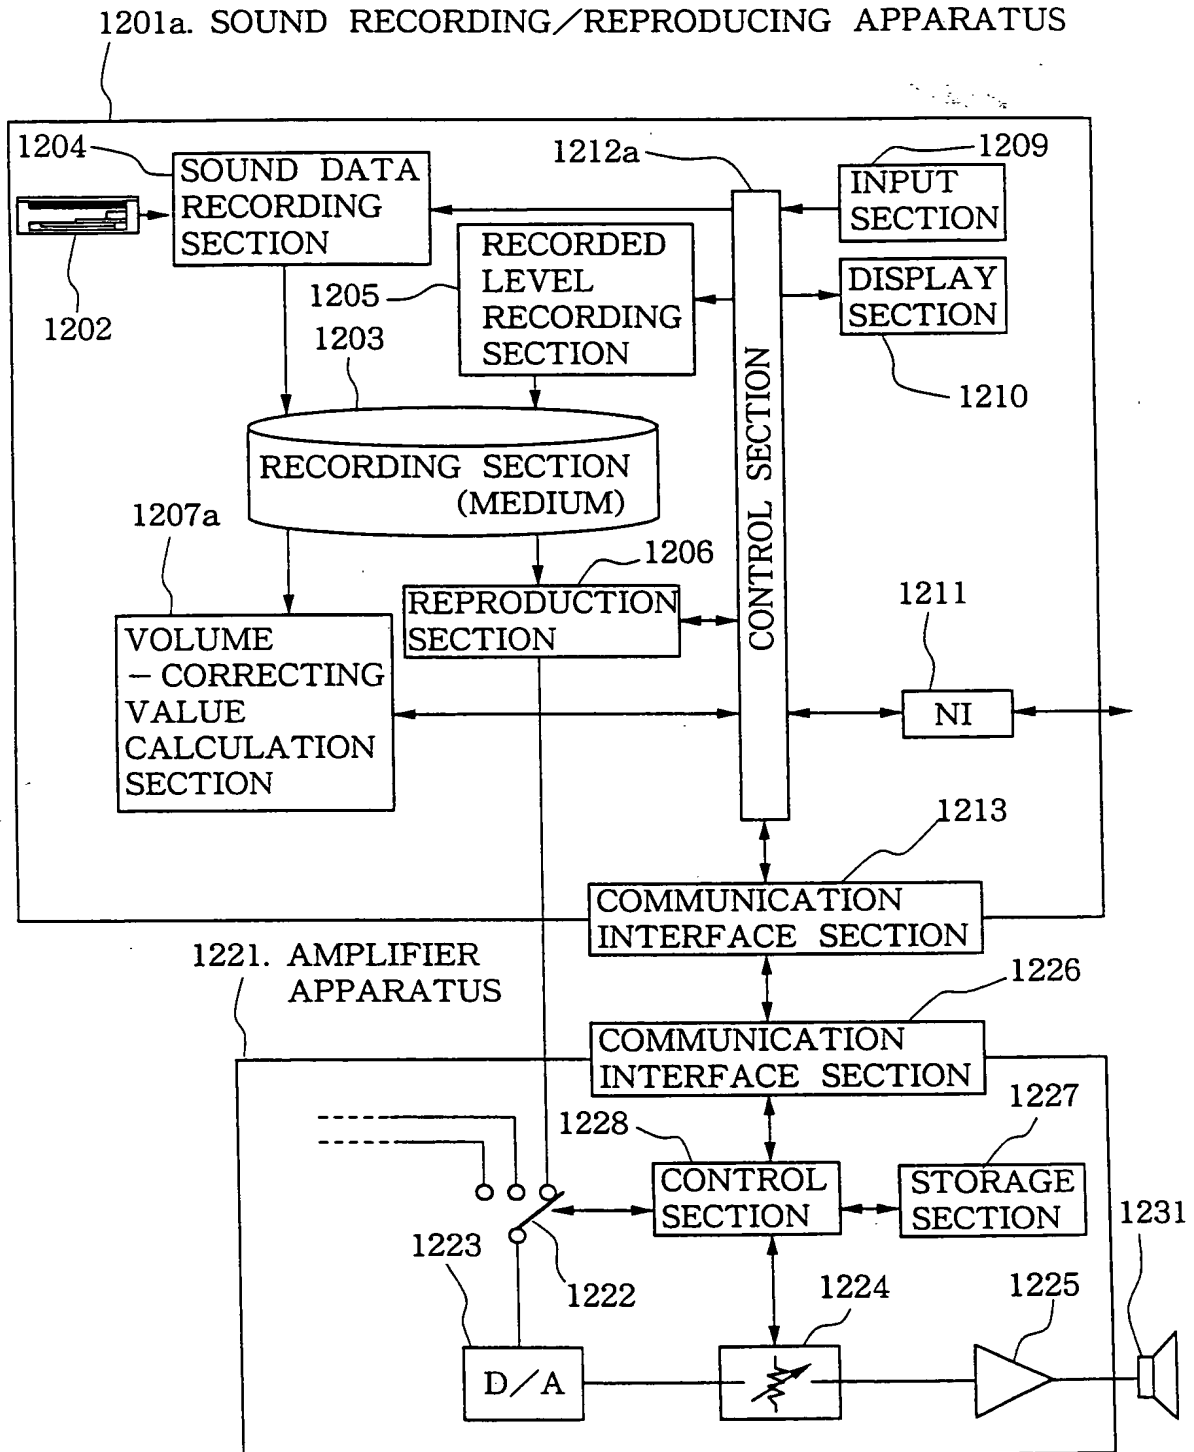 1201a. SOUND RECORDING/REPRODUCING APPARATUS
1204
1212a
1209
SOUND DATA
RECORDING
SECTION
INPUT
SECTION
1202
RECORDED
LEVEL
RECORDING
SECTION
1205
DISPLAY
SECTION
1203
1210
CONTROL SECTION
RECORDING SECTION
(MEDIUM)
1207a
1206
REPRODUCTION
SECTION
1211
VOLUME
-CORRECTING
VALUE
CALCULATION
SECTION
NI
1213
COMMUNICATION
INTERFACE SECTION
1221. AMPLIFIER
APPARATUS
1226
COMMUNICATION
INTERFACE SECTION
1228
1227
CONTROL
SECTION
STORAGE
SECTION
1231
1223
1222
1224
1225
D/A